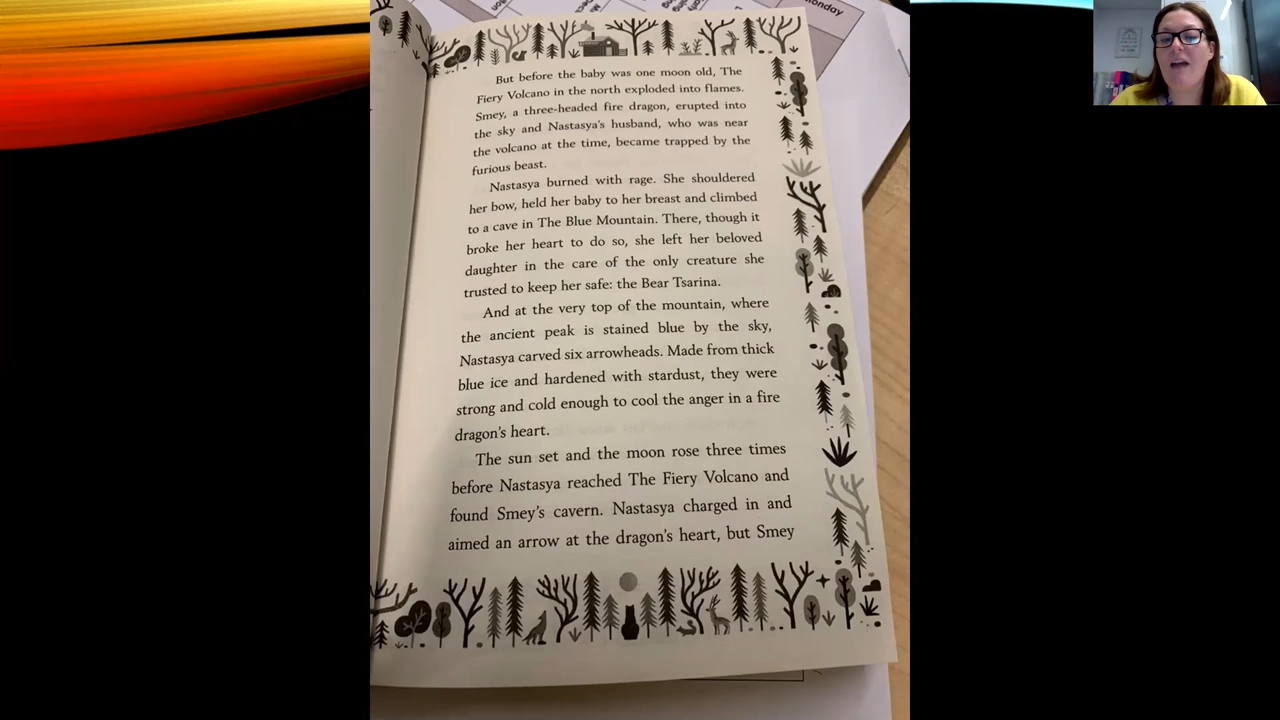 Monday
But before the baby was one moon old, The
Fiery Volcano in the north exploded into flames.
Smey, a three-headed fire dragon, erupted into
the sky and Nastasya's husband, who was near
the volcano at the time, became trapped by the
furious beast.
Nastasya burned with rage. She shouldered
her bow, held her baby to her breast and climbed
to a cave in The Blue Mountain. There, though it
broke her heart to do so, she left her beloved
daughter in the care of the only creature she
trusted to keep her safe: the Bear Tsarina.
And at the very top of the mountain, where
the ancient peak is stained blue by the sky,
Nastasya carved six arrowheads. Made from thick
blue ice and hardened with stardust, they were
strong and cold enough to cool the anger in a fire
dragon's heart.
The sun set and the moon rose three times
before Nastasya reached The Fiery Volcano and
found Smey's cavern. Nastasya charged in and
aimed an arrow at the dragon's heart, but Smey